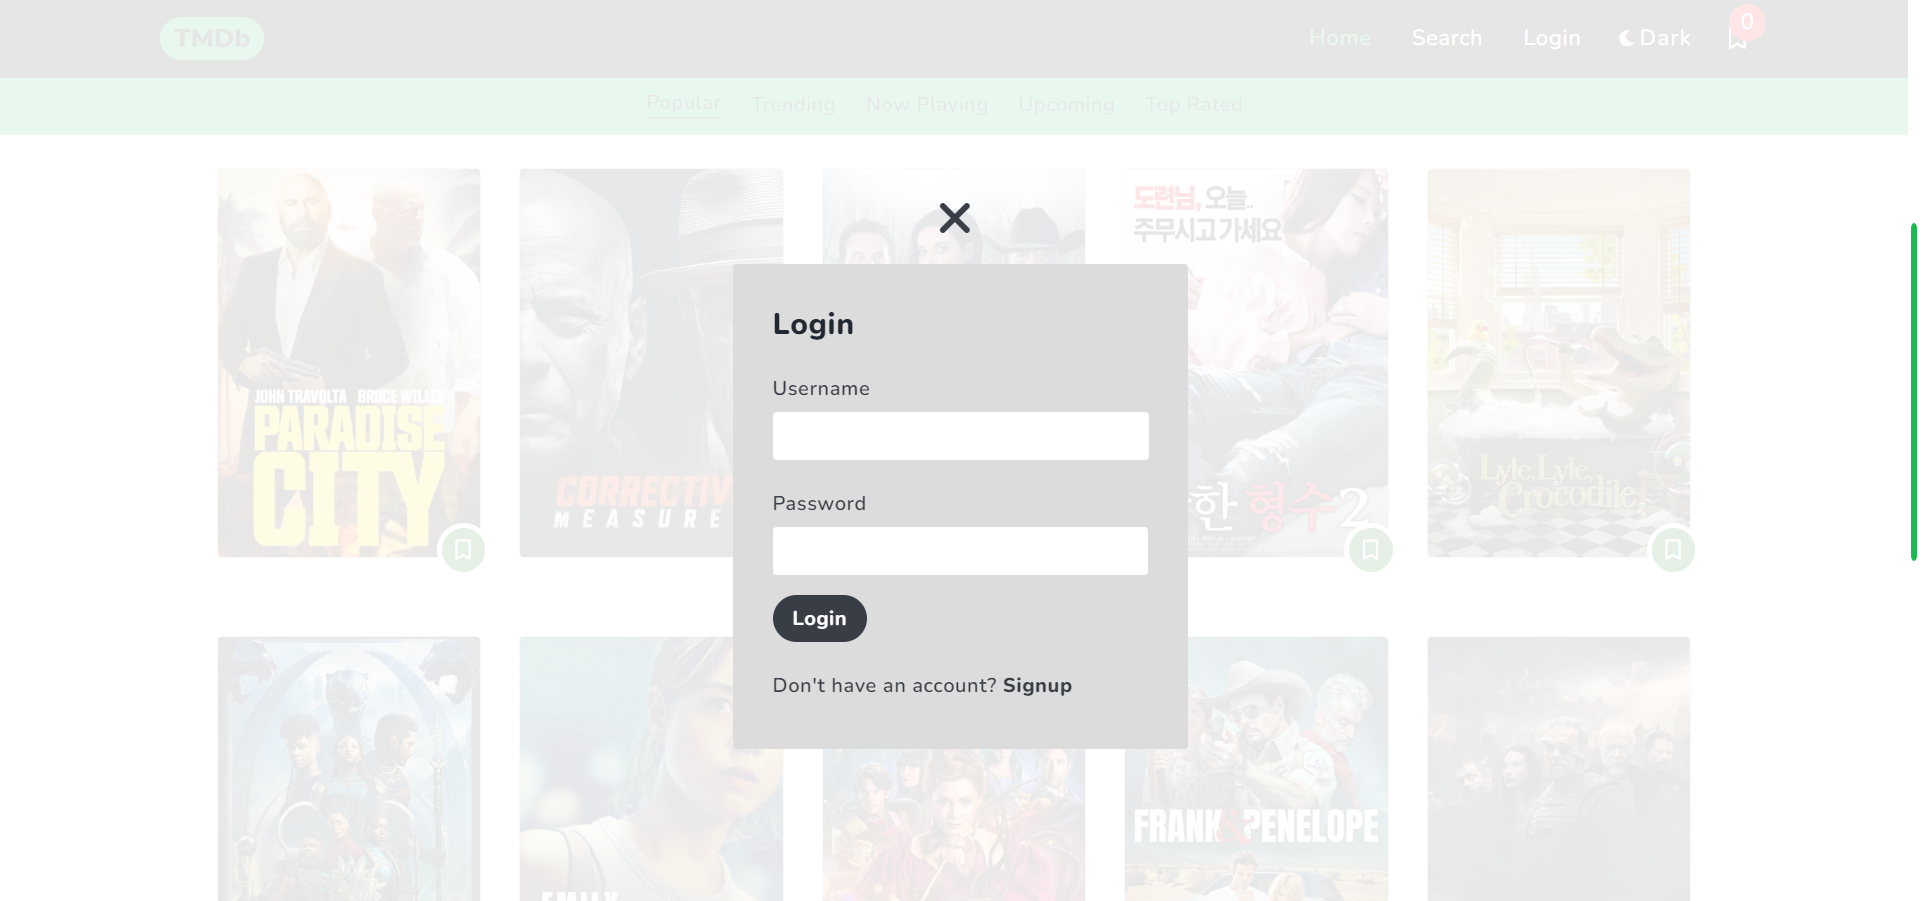 TMDb
Home
Search
Login
Dark
0
Popular
Trending
Now Playing
Upcoming
Top Rated
JOHN TRAVOLTA BRUCE WILLIS
PARADISE
CITY
CORRECTIV
MEASURE
도련님, 오늘..
주무시고 가세요
한 형수2
Lyle, Lyle,
Crocodile
Login
Username
Password
Login
Don't have an account? Signup
EMILY
FRANK & PENELOPE